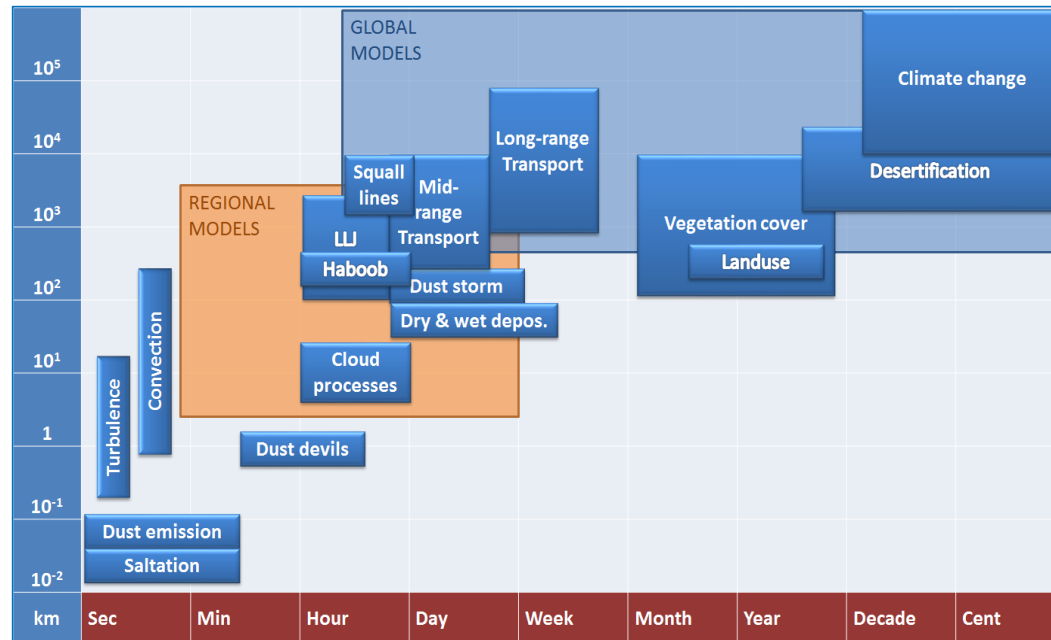 GLOBAL
MODELS
10⁵
Climate change
10⁴
Long-range
Transport
Squall
lines
Mid-
range
Transport
Desertification
REGIONAL
MODELS
10³
LLJ
Vegetation cover
Haboob
Landuse
10²
Dust storm
Dry & wet depos.
Convection
10¹
Cloud
processes
Turbulence
1
Dust devils
10⁻¹
Dust emission
Saltation
10⁻²
km
Sec
Min
Hour
Day
Week
Month
Year
Decade
Cent